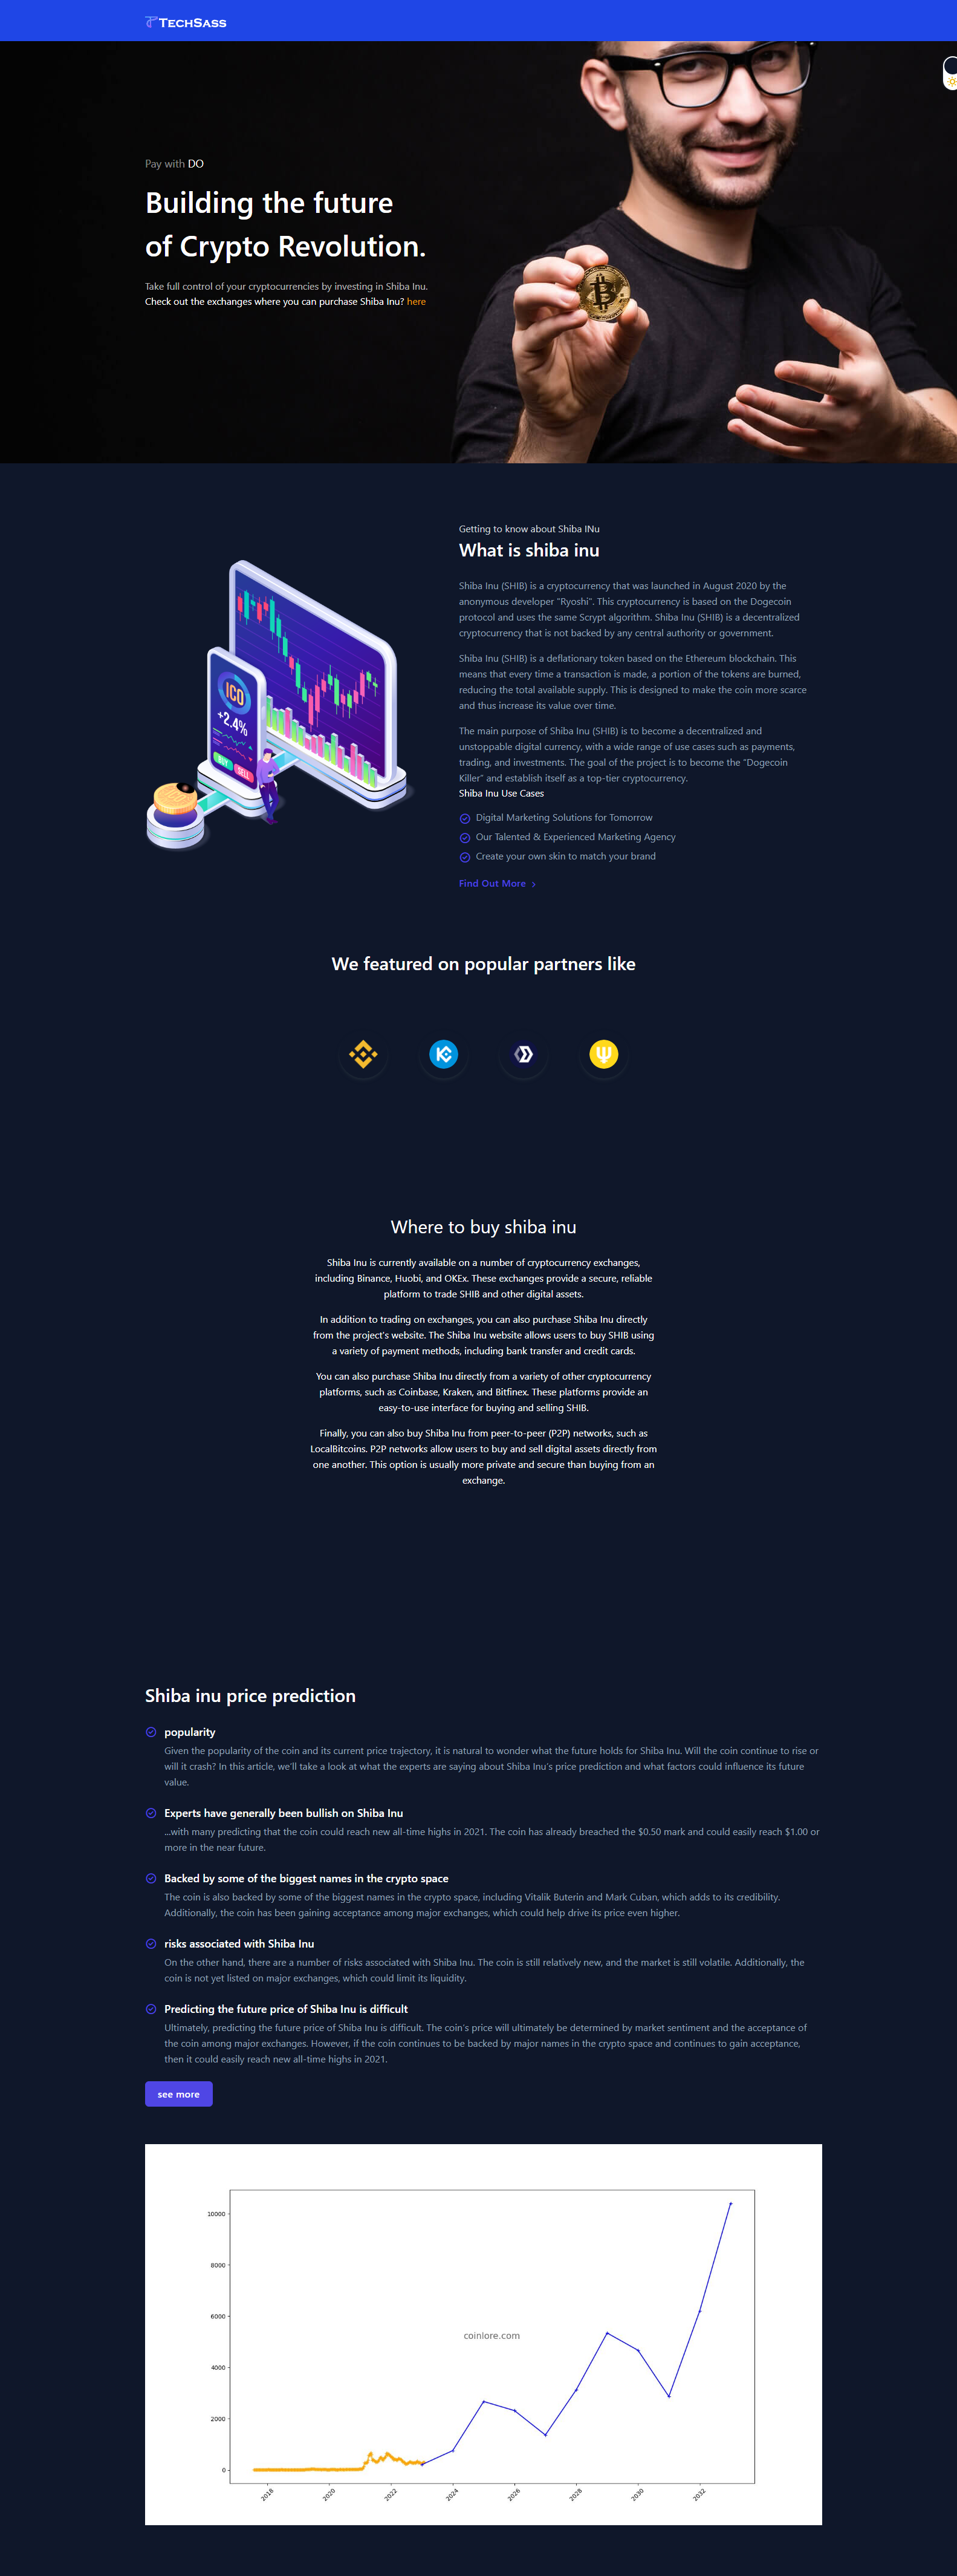 TechSass
Pay with DO
Building the future
of Crypto Revolution.
Take full control of your cryptocurrencies by investing in Shiba Inu.
Check out the exchanges where you can purchase Shiba Inu? here
Getting to know about Shiba INu
What is shiba inu
Shiba Inu (SHIB) is a cryptocurrency that was launched in August 2020 by the
anonymous developer "Ryoshi". This cryptocurrency is based on the Dogecoin
protocol and uses the same Scrypt algorithm. Shiba Inu (SHIB) is a decentralized
cryptocurrency that is not backed by any central authority or government.
Shiba Inu (SHIB) is a deflationary token based on the Ethereum blockchain. This
means that every time a transaction is made, a portion of the tokens are burned,
reducing the total available supply. This is designed to make the coin more scarce
and thus increase its value over time.
The main purpose of Shiba Inu (SHIB) is to become a decentralized and
unstoppable digital currency, with a wide range of use cases such as payments,
trading, and investments. The goal of the project is to become the "Dogecoin
Killer" and establish itself as a top-tier cryptocurrency.
Shiba Inu Use Cases
Digital Marketing Solutions for Tomorrow
Our Talented & Experienced Marketing Agency
Create your own skin to match your brand
Find Out More
ICO
+2.4%
BUY
SELL
We featured on popular partners like
Where to buy shiba inu
Shiba Inu is currently available on a number of cryptocurrency exchanges,
including Binance, Huobi, and OKEx. These exchanges provide a secure, reliable
platform to trade SHIB and other digital assets.
In addition to trading on exchanges, you can also purchase Shiba Inu directly
from the project's website. The Shiba Inu website allows users to buy SHIB using
a variety of payment methods, including bank transfer and credit cards.
You can also purchase Shiba Inu directly from a variety of other cryptocurrency
platforms, such as Coinbase, Kraken, and Bitfinex. These platforms provide an
easy-to-use interface for buying and selling SHIB.
Finally, you can also buy Shiba Inu from peer-to-peer (P2P) networks, such as
LocalBitcoins. P2P networks allow users to buy and sell digital assets directly from
one another. This option is usually more private and secure than buying from an
exchange.
Shiba inu price prediction
popularity
Given the popularity of the coin and its current price trajectory, it is natural to wonder what the future holds for Shiba Inu. Will the coin continue to rise or
will it crash? In this article, we'll take a look at what the experts are saying about Shiba Inu's price prediction and what factors could influence its future
value.
Experts have generally been bullish on Shiba Inu
...with many predicting that the coin could reach new all-time highs in 2021. The coin has already breached the $0.50 mark and could easily reach $1.00 or
more in the near future.
Backed by some of the biggest names in the crypto space
The coin is also backed by some of the biggest names in the crypto space, including Vitalik Buterin and Mark Cuban, which adds to its credibility.
Additionally, the coin has been gaining acceptance among major exchanges, which could help drive its price even higher.
risks associated with Shiba Inu
On the other hand, there are a number of risks associated with Shiba Inu. The coin is still relatively new, and the market is still volatile. Additionally, the
coin is not yet listed on major exchanges, which could limit its liquidity.
Predicting the future price of Shiba Inu is difficult
Ultimately, predicting the future price of Shiba Inu is difficult. The coin's price will ultimately be determined by market sentiment and the acceptance of
the coin among major exchanges. However, if the coin continues to be backed by major names in the crypto space and continues to gain acceptance,
then it could easily reach new all-time highs in 2021.
see more
10000
8000
6000
coinlore.com
4000
2000
0
2018
2020
2022
2024
2026
2028
2030
2032